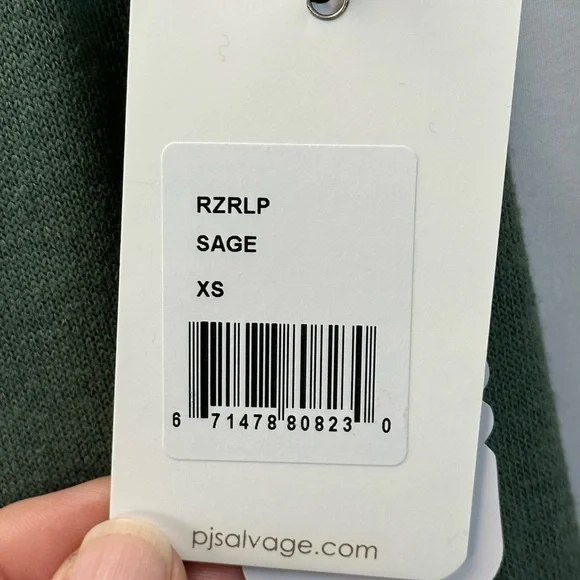 RZRLP
SAGE
XS
6 71478 80823 0
pjsalvage.com